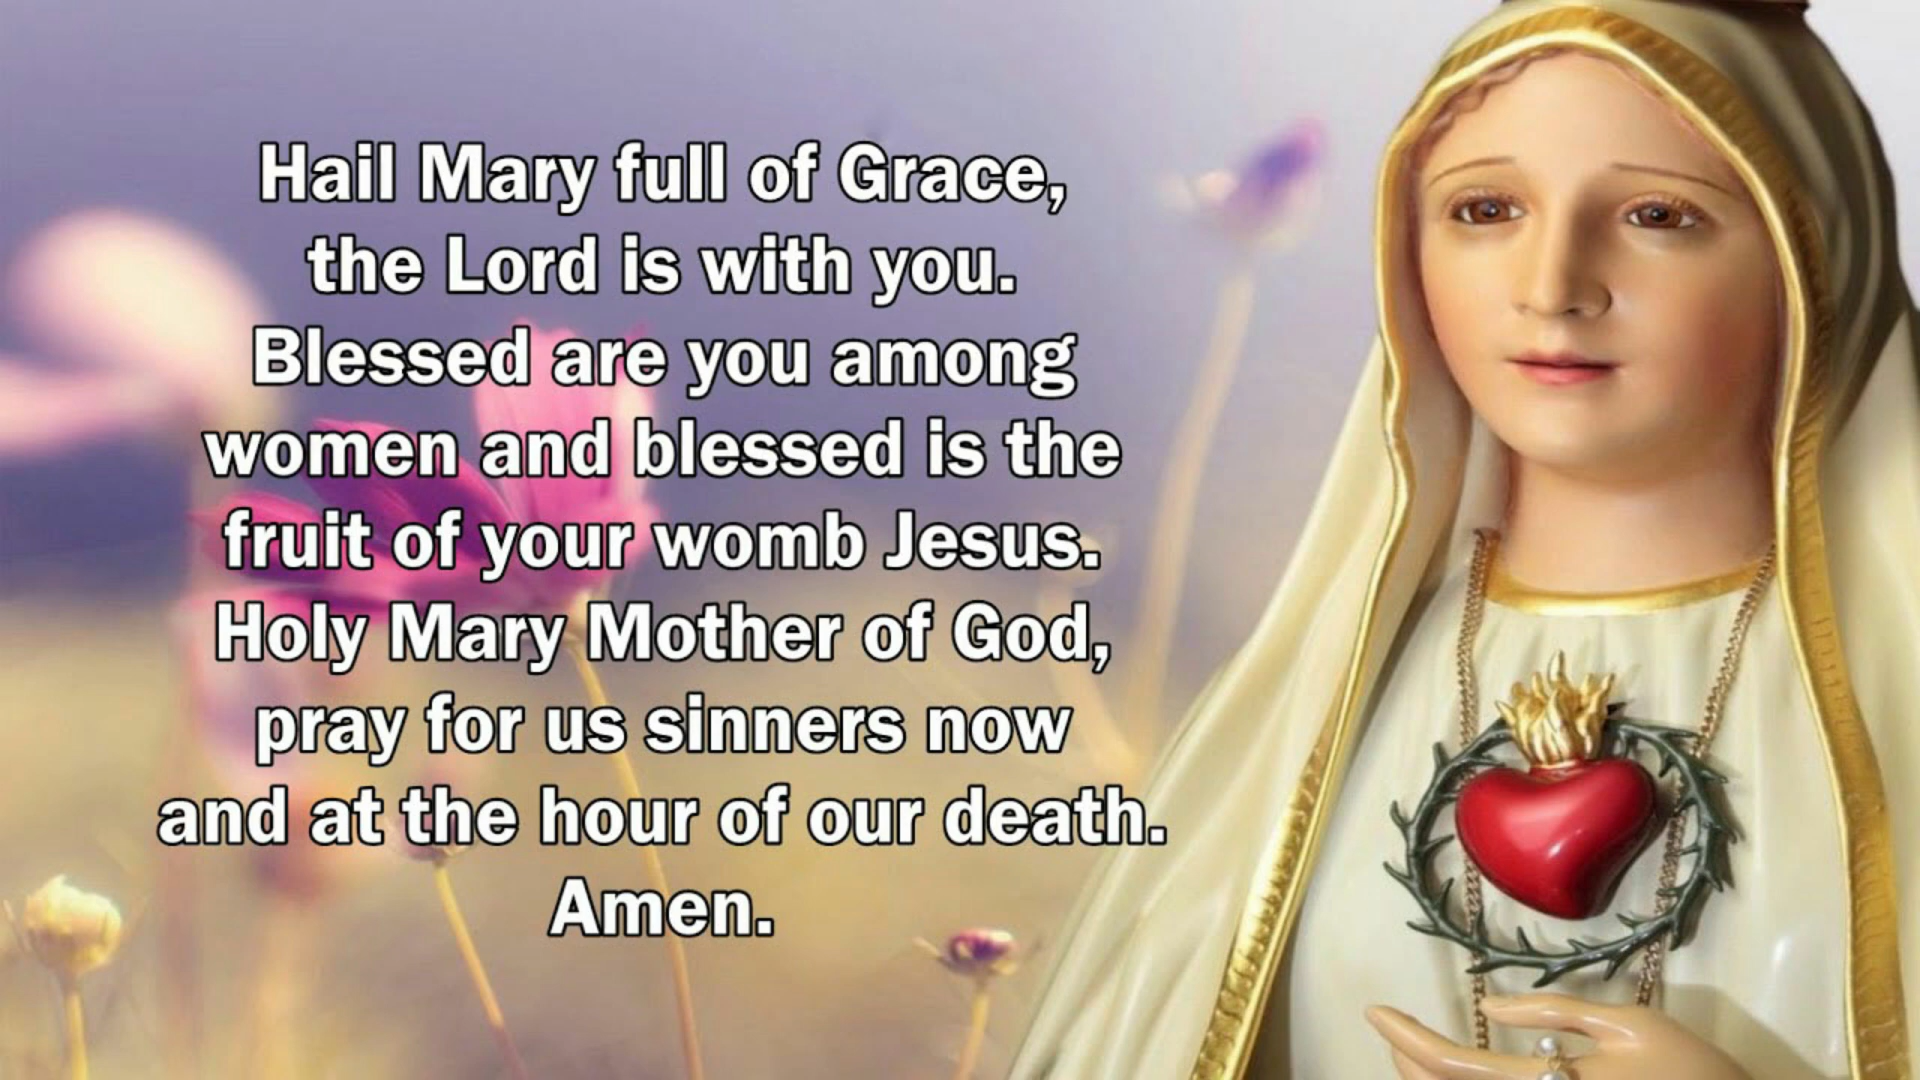 Hail Mary full of Grace,
the Lord is with you.
Blessed are you among
women and blessed is the
fruit of your womb Jesus.
Holy Mary Mother of God,
pray for us sinners now
and at the hour of our death.
Amen.